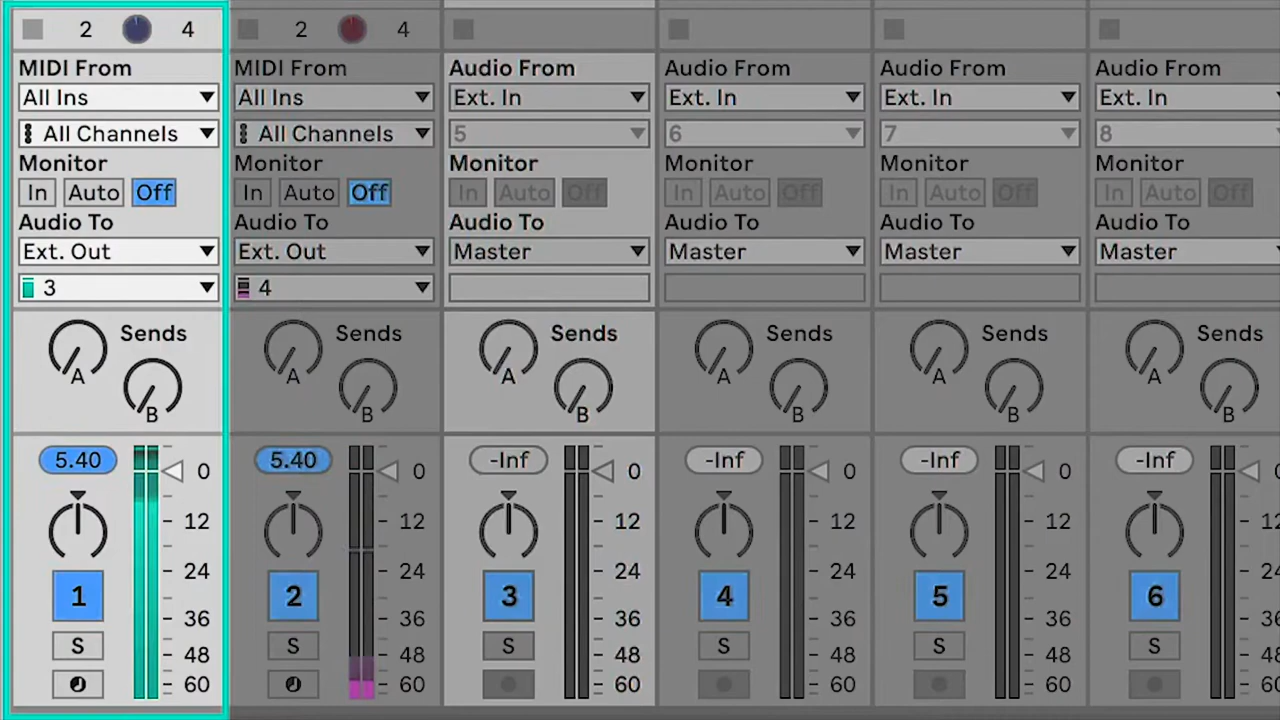 2 4 2 4
MIDI From MIDI From Audio From Audio From Audio From Audio From
All Ins All Ins Ext. In Ext. In Ext. In Ext. In
All Channels All Channels 5 6 7 8
Monitor Monitor Monitor Monitor Monitor Monitor
In Auto Off In Auto Off In Auto Off In Auto Off In Auto Off In Auto Off
Audio To Audio To Audio To Audio To Audio To Audio To
Ext. Out Ext. Out Master Master Master Master
3 4
Sends Sends Sends Sends Sends Sends
A A A A A A
B B B B B B
5.40 0 5.40 0 -Inf 0 -Inf 0 -Inf 0 -Inf 0
12 12 12 12 12 12
24 24 24 24 24 24
1 2 3 4 5 6
36 36 36 36 36 36
S S S S S S
48 48 48 48 48 48
60 60 60 60 60 60